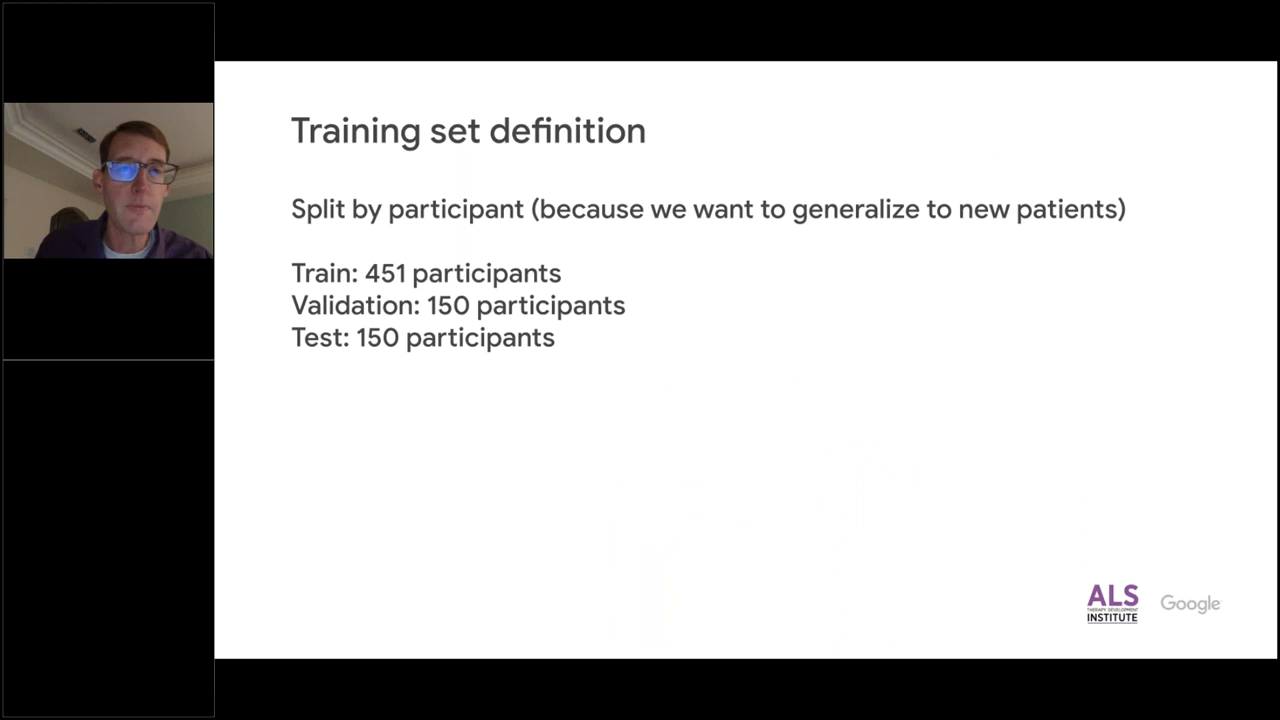 Training set definition
Split by participant (because we want to generalize to new patients)
Train: 451 participants
Validation: 150 participants
Test: 150 participants
ALS
THERAPY DEVELOPMENT
INSTITUTE
Google